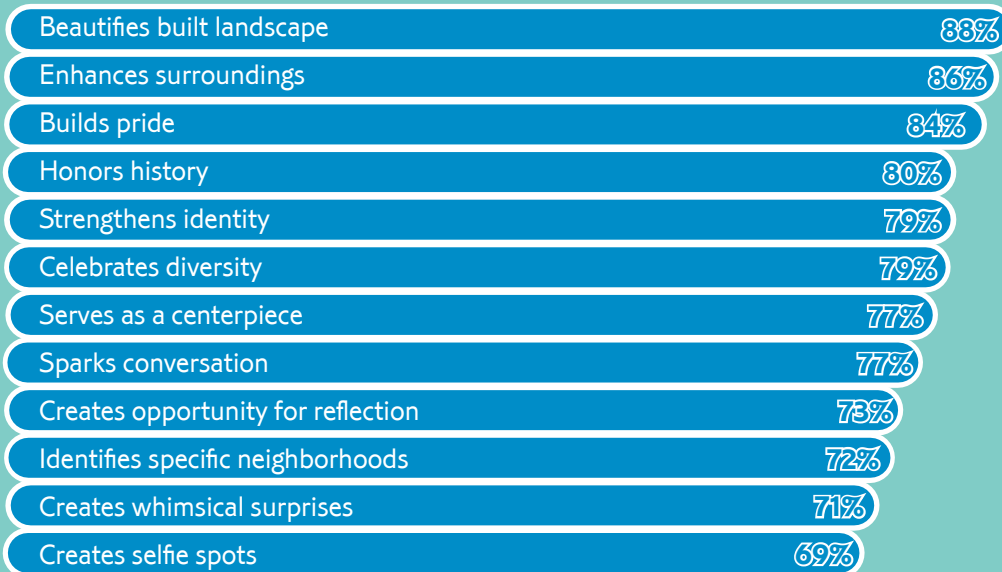 Beautifies built landscape 88%
Enhances surroundings 86%
Builds pride 84%
Honors history 80%
Strengthens identity 79%
Celebrates diversity 79%
Serves as a centerpiece 77%
Sparks conversation 77%
Creates opportunity for reflection 73%
Identifies specific neighborhoods 72%
Creates whimsical surprises 71%
Creates selfie spots 69%